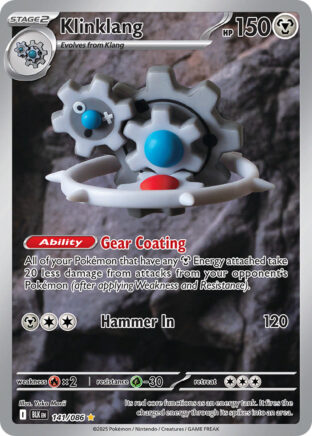 STAGE2 Klinklang HP 150
Evolves from Klang
Ability Gear Coating
All of your Pokémon that have any Energy attached take
20 less damage from attacks from your opponent's
Pokémon (after applying Weakness and Resistance).
Hammer In 120
weakness ×2 resistance -30 retreat
Illus. Yuka Morii
I BLK EN 141/086
Its red core functions as an energy tank. It fires the
charged energy through its spikes into an area.
©2025 Pokémon / Nintendo / Creatures / GAME FREAK